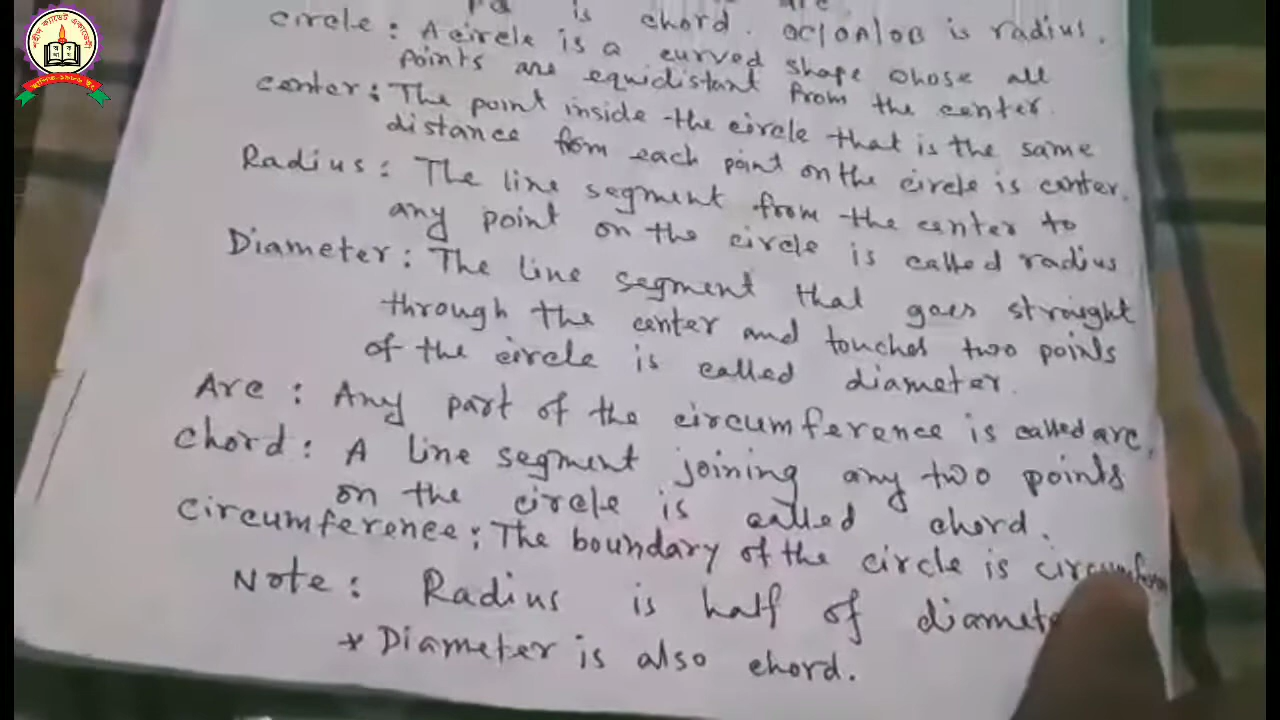 is chord. OC/OA/OB is radius.
circle: A circle is a curved shape whose all
points are equidistant from the center.
center: The point inside the circle that is the same
distance from each point on the circle is center.
Radius: The line segment from the center to
any point on the circle is called radius
Diameter: The line segment that goes straight
through the center and touches two points
of the circle is called diameter.
Arc: Any part of the circumference is called arc.
Chord: A line segment joining any two points
on the circle is called chord.
circumference: The boundary of the circle is
Note: Radius is half of
* Diameter is also chord.